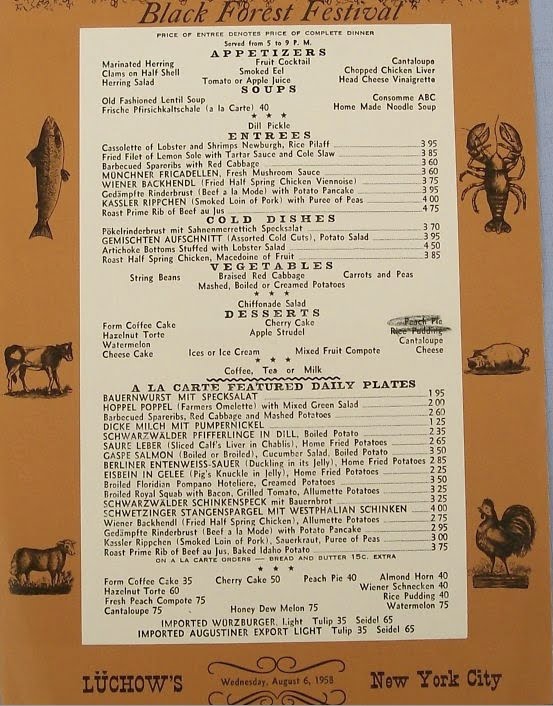 Black Forest Festival
PRICE OF ENTREE DENOTES PRICE OF COMPLETE DINNER
Served from 5 to 9 P. M.
APPETIZERS
Marinated Herring Fruit Cocktail Cantaloupe
Clams on Half Shell Smoked Eel Chopped Chicken Liver
Herring Salad Tomato or Apple Juice Head Cheese Vinaigrette
SOUPS
Old Fashioned Lentil Soup Consomme ABC
Frische Pfirsichkaltschale (a la Carte) 40 Home Made Noodle Soup
Dill Pickle
ENTREES
Cassolette of Lobster and Shrimps Newburgh, Rice Pilaff 3 95
Fried Filet of Lemon Sole with Tartar Sauce and Cole Slaw 3 85
Barbecued Spareribs with Red Cabbage 3 60
MÜNCHNER FRICADELLEN, Fresh Mushroom Sauce 3 60
WIENER BACKHENDL (Fried Half Spring Chicken Viennoise) 3 75
Gedämpfte Rinderbrust (Beef a la Mode) with Potato Pancake 3 95
KASSLER RIPPCHEN (Smoked Loin of Pork) with Puree of Peas 4 00
Roast Prime Rib of Beef au Jus 4 75
COLD DISHES
Pökelrinderbrust mit Sahnenmerrettich Specksalat 3 70
GEMISCHTEN AUFSCHNITT (Assorted Cold Cuts), Potato Salad 3 95
Artichoke Bottoms Stuffed with Lobster Salad 4 50
Roast Half Spring Chicken, Macedoine of Fruit 3 85
VEGETABLES
String Beans Braised Red Cabbage Carrots and Peas
Mashed, Boiled or Creamed Potatoes
Chiffonade Salad
DESSERTS
Form Coffee Cake Cherry Cake Peach Pie
Hazelnut Torte Apple Strudel Rice Pudding
Watermelon Cantaloupe
Cheese Cake Ices or Ice Cream Mixed Fruit Compote Cheese
Coffee, Tea or Milk
A LA CARTE FEATURED DAILY PLATES
BAUERNWURST MIT SPECKSALAT 1 95
HOPPEL POPPEL (Farmers Omelette) with Mixed Green Salad 2 00
Barbecued Spareribs, Red Cabbage and Mashed Potatoes 2 60
DICKE MILCH MIT PUMPERNICKEL 1 25
SCHWARZWÄLDER PFIFFERLINGE IN DILL, Boiled Potato 2 35
SAURE LEBER (Sliced Calf's Liver in Chablis), Home Fried Potatoes 2 65
GASPE SALMON (Boiled or Broiled), Cucumber Salad, Boiled Potato 3 50
BERLINER ENTENWEISS-SAUER (Duckling in its Jelly), Home Fried Potatoes 2 85
EISBEIN IN GELEE (Pig's Knuckle in Jelly), Home Fried Potatoes 2 25
Broiled Floridian Pompano Hoteliere, Creamed Potatoes 3 50
Broiled Royal Squab with Bacon, Grilled Tomato, Allumette Potatoes 3 50
SCHWARZWÄLDER SCHINKENSPECK mit Bauernbrot 3 25
SCHWETZINGER STANGENSPARGEL MIT WESTPHALIAN SCHINKEN 4 00
Wiener Backhendl (Fried Half Spring Chicken), Allumette Potatoes 2 75
Gedämpfte Rinderbrust (Beef a la Mode) with Potato Pancake 2 95
Kassler Rippchen (Smoked Loin of Pork), Sauerkraut, Puree of Peas 3 00
Roast Prime Rib of Beef au Jus, Baked Idaho Potato 3 75
ON A LA CARTE ORDERS — BREAD AND BUTTER 15C. EXTRA
Form Coffee Cake 35 Cherry Cake 50 Peach Pie 40 Almond Horn 40
Hazelnut Torte 60 Wiener Schnecken 40
Fresh Peach Compote 75 Rice Pudding 40
Cantaloupe 75 Honey Dew Melon 75 Watermelon 75
IMPORTED WÜRZBURGER, Light Tulip 35 Seidel 65
IMPORTED AUGUSTINER EXPORT LIGHT Tulip 35 Seidel 65
LÜCHOW'S Wednesday, August 6, 1958 New York City